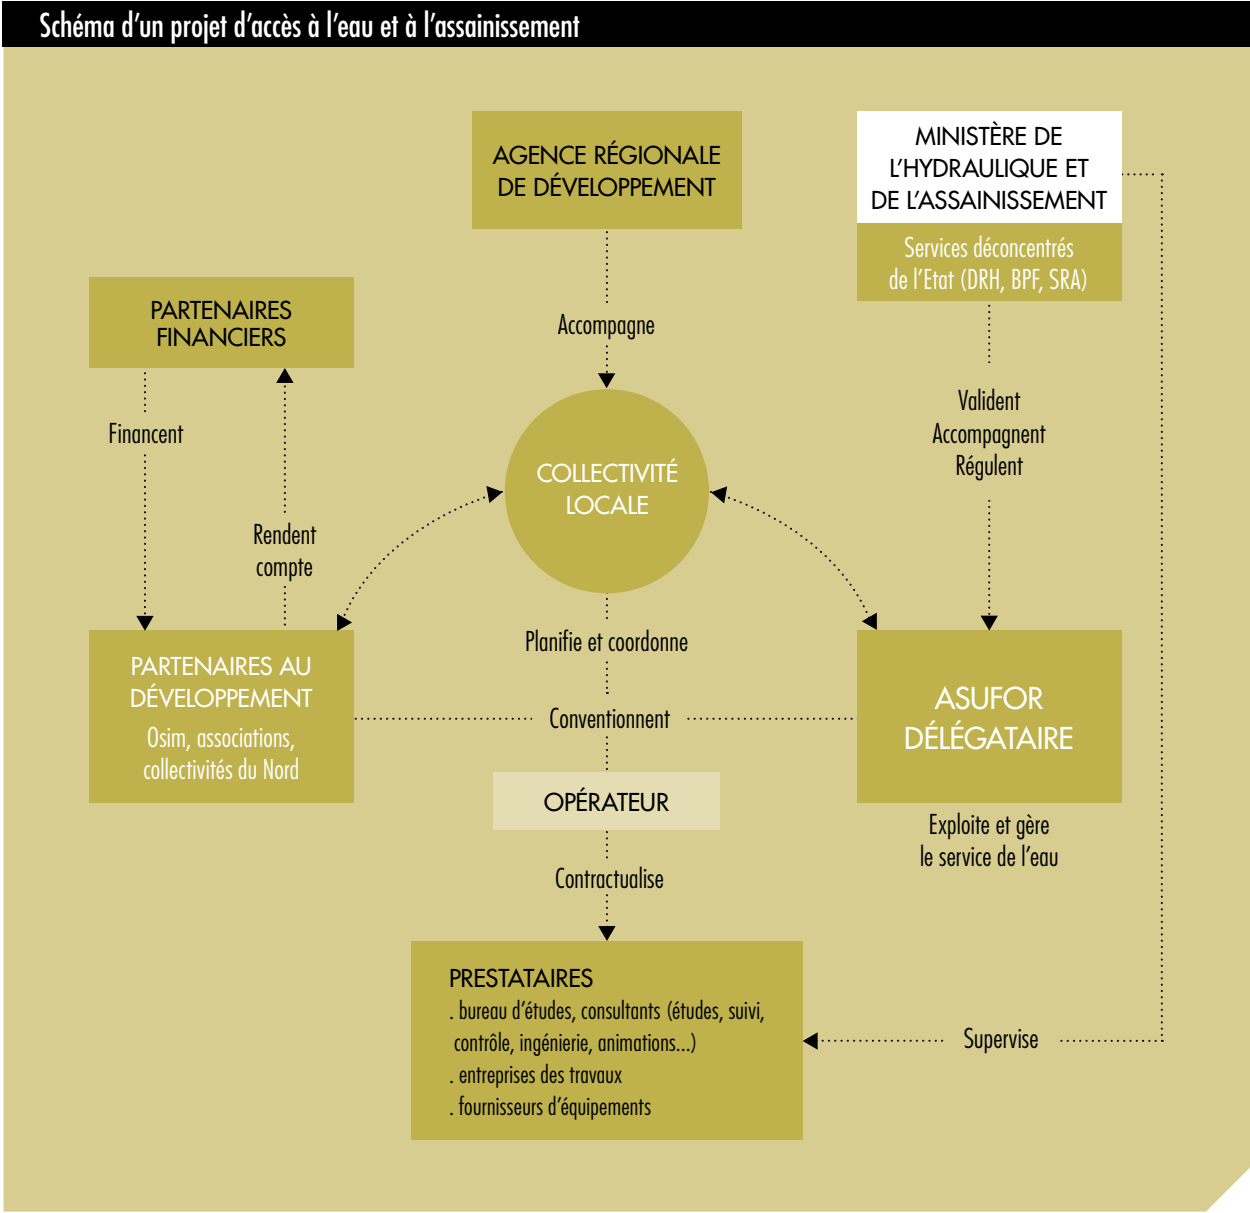 Schéma d’un projet d’accès à l’eau et à l’assainissement
AGENCE RÉGIONALE
DE DÉVELOPPEMENT
MINISTÈRE DE
L’HYDRAULIQUE ET
DE L’ASSAINISSEMENT
Services déconcentrés
de l’Etat (DRH, BPF, SRA)
PARTENAIRES
FINANCIERS
Accompagne
Financent
Rendent
compte
Valident
Accompagnent
Régulent
COLLECTIVITÉ
LOCALE
Planifie et coordonne
PARTENAIRES AU
DÉVELOPPEMENT
Osim, associations,
collectivités du Nord
Conventionnent
ASUFOR
DÉLÉGATAIRE
Exploite et gère
le service de l’eau
OPÉRATEUR
Contractualise
PRESTATAIRES
. bureau d’études, consultants (études, suivi,
contrôle, ingénierie, animations...)
. entreprises des travaux
. fournisseurs d’équipements
Supervise